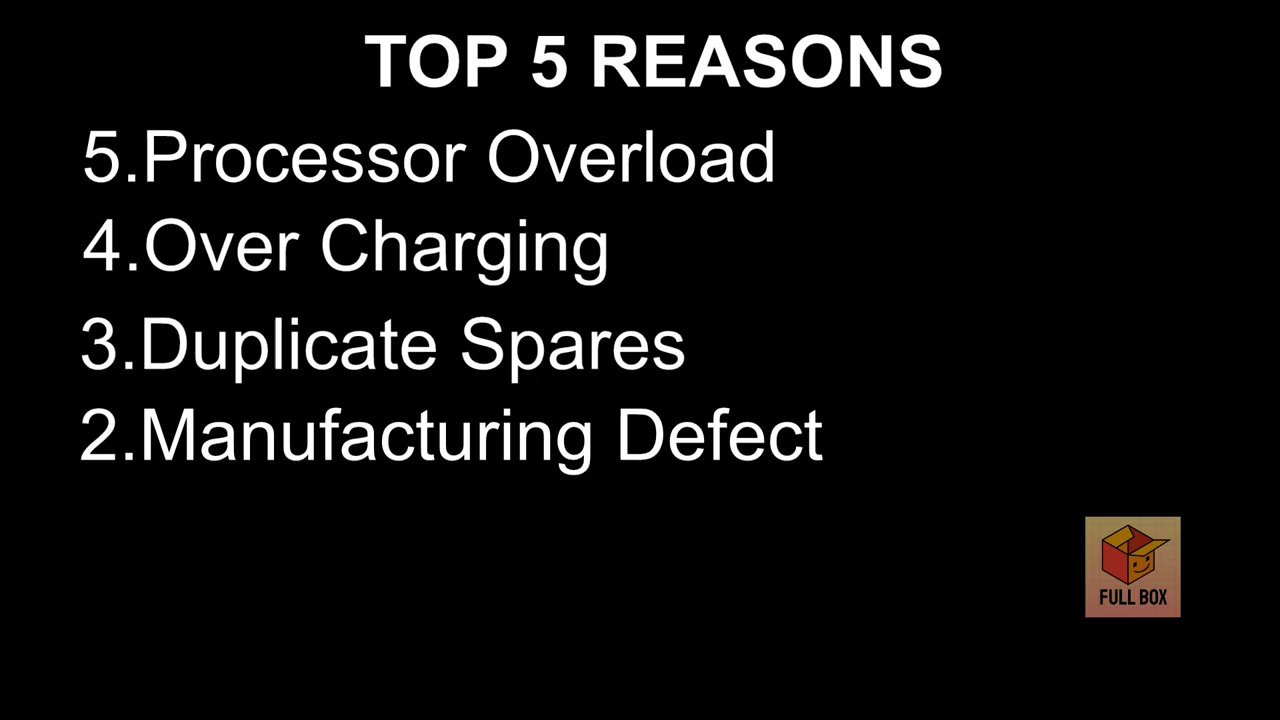 TOP 5 REASONS
5.Processor Overload
4.Over Charging
3.Duplicate Spares
2.Manufacturing Defect
FULL BOX